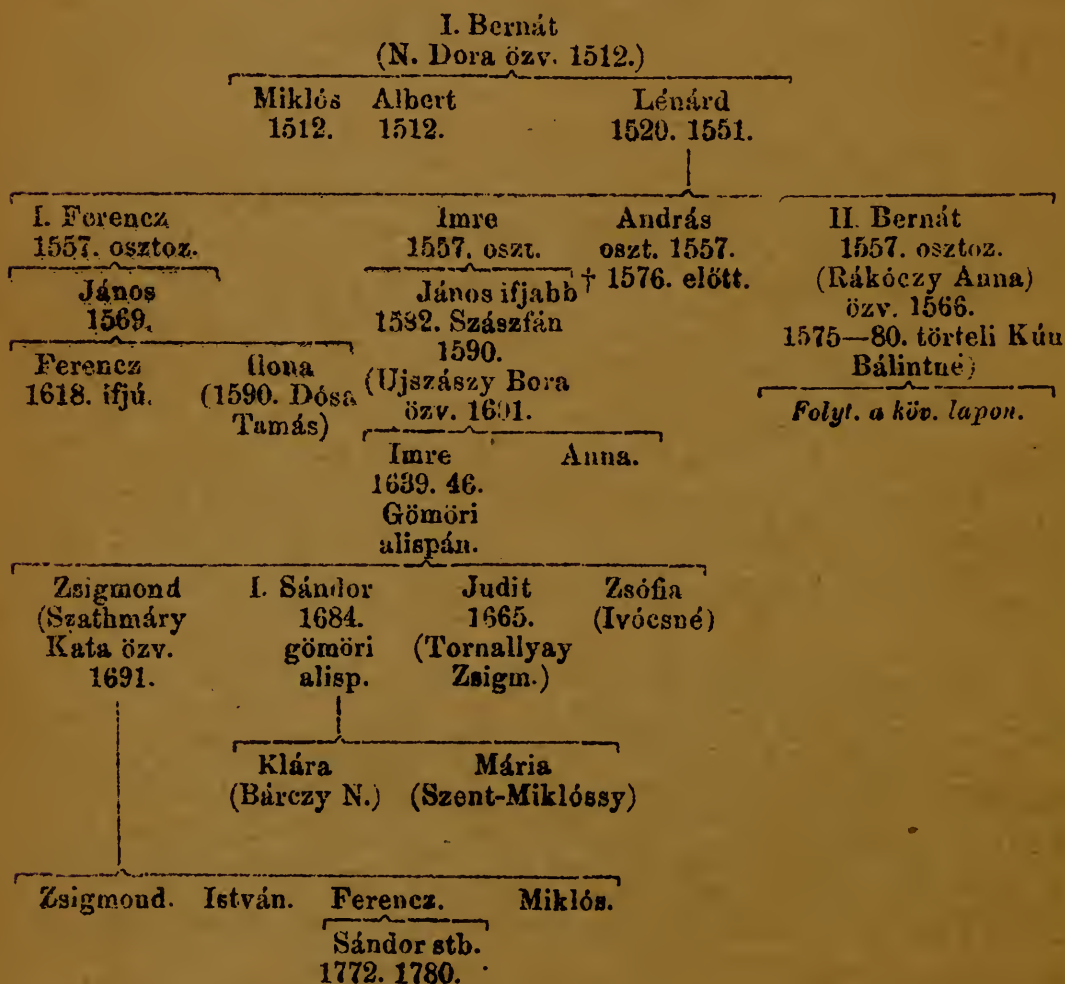 I. Bernát
(N. Dora özv. 1512.)
Miklós Albert Lénárd
1512. 1512. 1520. 1551.
I. Ferencz Imre András II. Bernát
1557. osztoz. 1557. oszt. oszt. 1557. 1557. osztoz.
János János ifjabb † 1576. előtt. (Rákóczy Anna)
1569. 1582. Szászfán özv. 1566.
1590. 1575—80. törteli Kún
Ferencz Ilona (Ujszászy Bora Bálintné)
1618. ifjú. (1590. Dósa özv. 1691. Folyt. a köv. lapon.
Tamás)
Imre Anna.
1639. 46.
Gömöri
alispán.
Zsigmond I. Sándor Judit Zsófia
(Szathmáry 1684. 1665. (Ivócsné)
Kata özv. gömöri (Tornallyay
1691. alisp. Zsigm.)
Klára Mária
(Bárczy N.) (Szent-Miklóssy)
Zsigmond. István. Ferencz. Miklós.
Sándor stb.
1772. 1780.